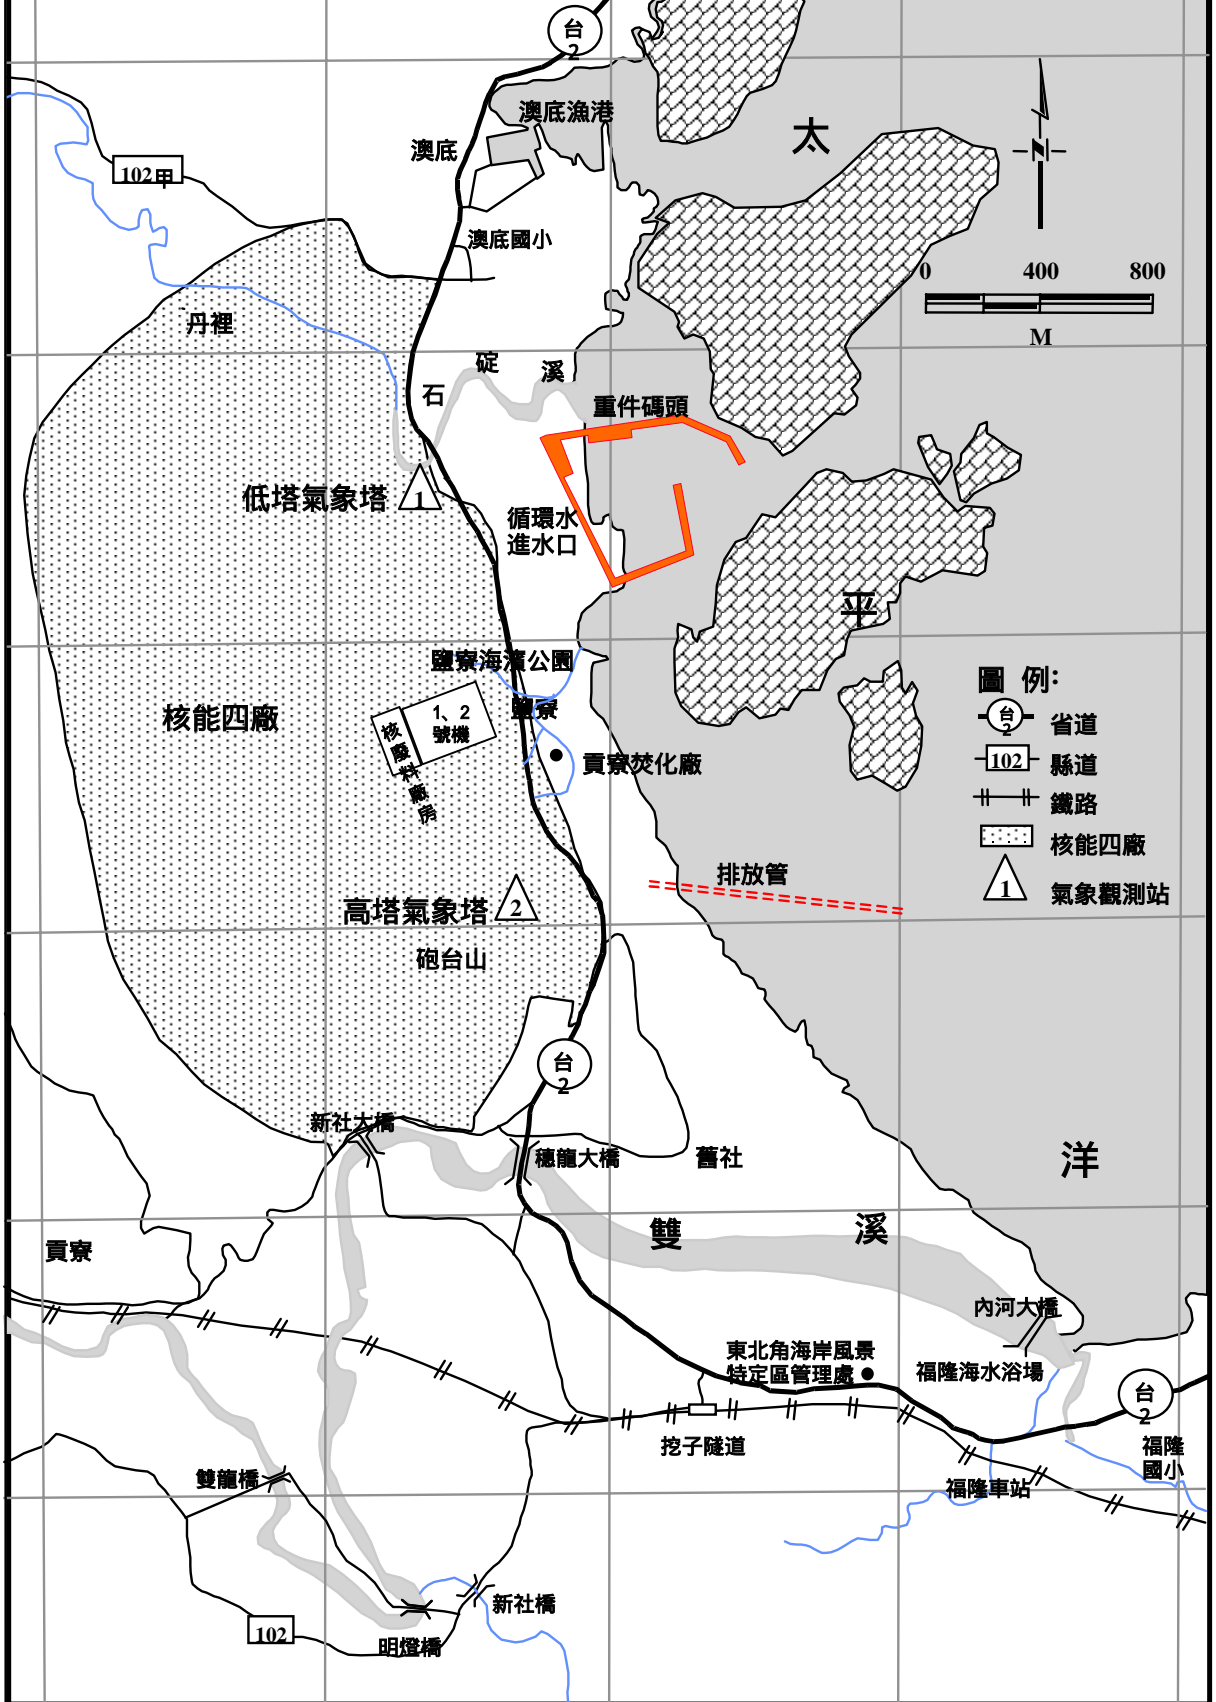 台
2
澳底漁港
澳底
太
102甲
N
澳底國小
0 400 800
M
丹裡
石 碇 溪
重件碼頭
低塔氣象塔
1
循環水
進水口
平
鹽寮海濱公園
圖 例:
台
2
省道
102
縣道
鐵路
核能四廠
1
氣象觀測站
核能四廠
1、2
號機
核廢料廠房
鹽寮
貢寮焚化廠
排放管
高塔氣象塔
2
砲台山
台
2
新社大橋
穗龍大橋
舊社
洋
雙 溪
貢寮
內河大橋
東北角海岸風景
特定區管理處
福隆海水浴場
台
2
挖子隧道
福隆
國小
雙龍橋
福隆車站
新社橋
102
明燈橋